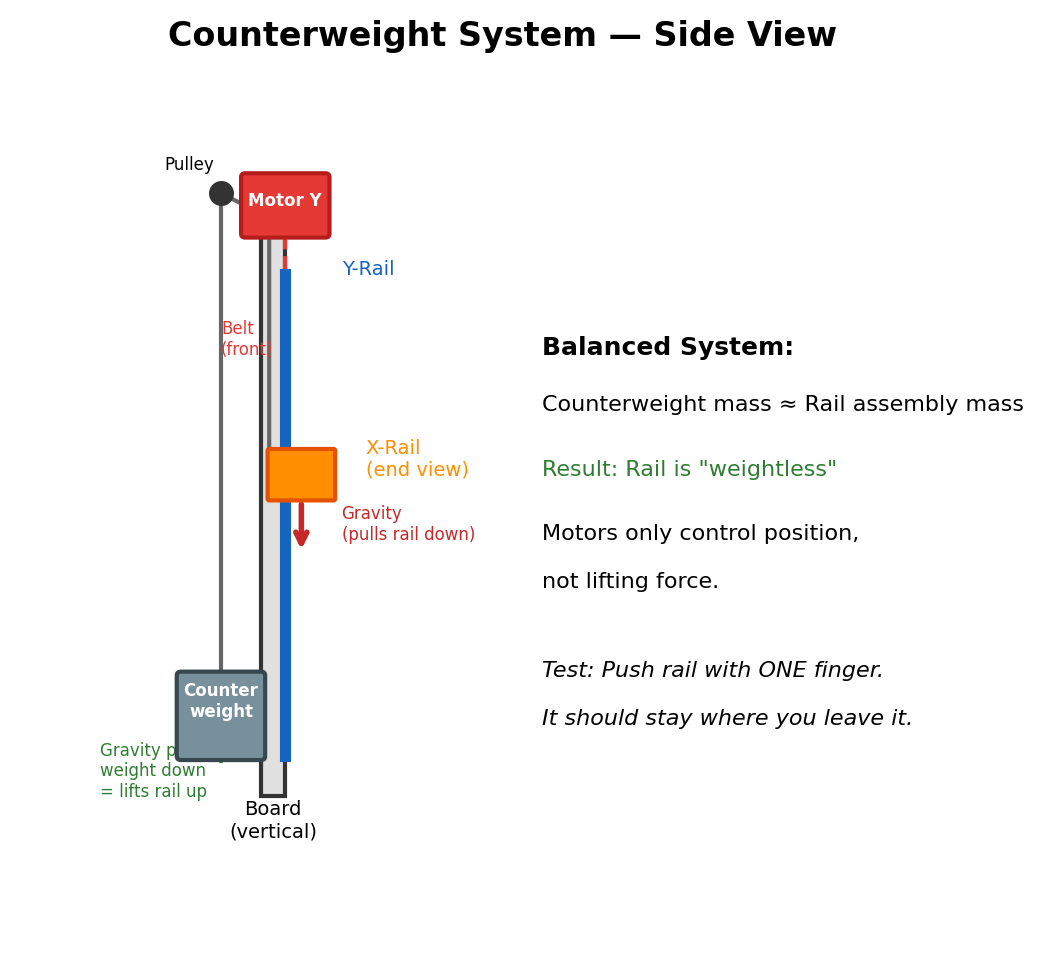 Counterweight System — Side View
Pulley
Motor Y
Y-Rail
Belt
(front)
Balanced System:
Counterweight mass ≈ Rail assembly mass
X-Rail
(end view)
Result: Rail is "weightless"
Gravity
(pulls rail down)
Motors only control position,
not lifting force.
Test: Push rail with ONE finger.
It should stay where you leave it.
Counter
weight
Gravity
weight down
= lifts rail up
Board
(vertical)